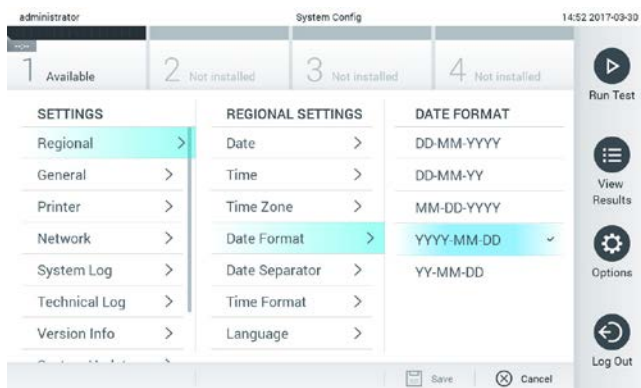 administrator System Config 14:52 2017-03-30
--:--
1 Available 2 Not installed 3 Not installed 4 Not installed
Run Test
SETTINGS
Regional
General
Printer
Network
System Log
Technical Log
Version Info
REGIONAL SETTINGS
Date
Time
Time Zone
Date Format
Date Separator
Time Format
Language
DATE FORMAT
DD-MM-YYYY
DD-MM-YY
MM-DD-YYYY
YYYY-MM-DD
YY-MM-DD
View
Results
Options
Log Out
Save Cancel